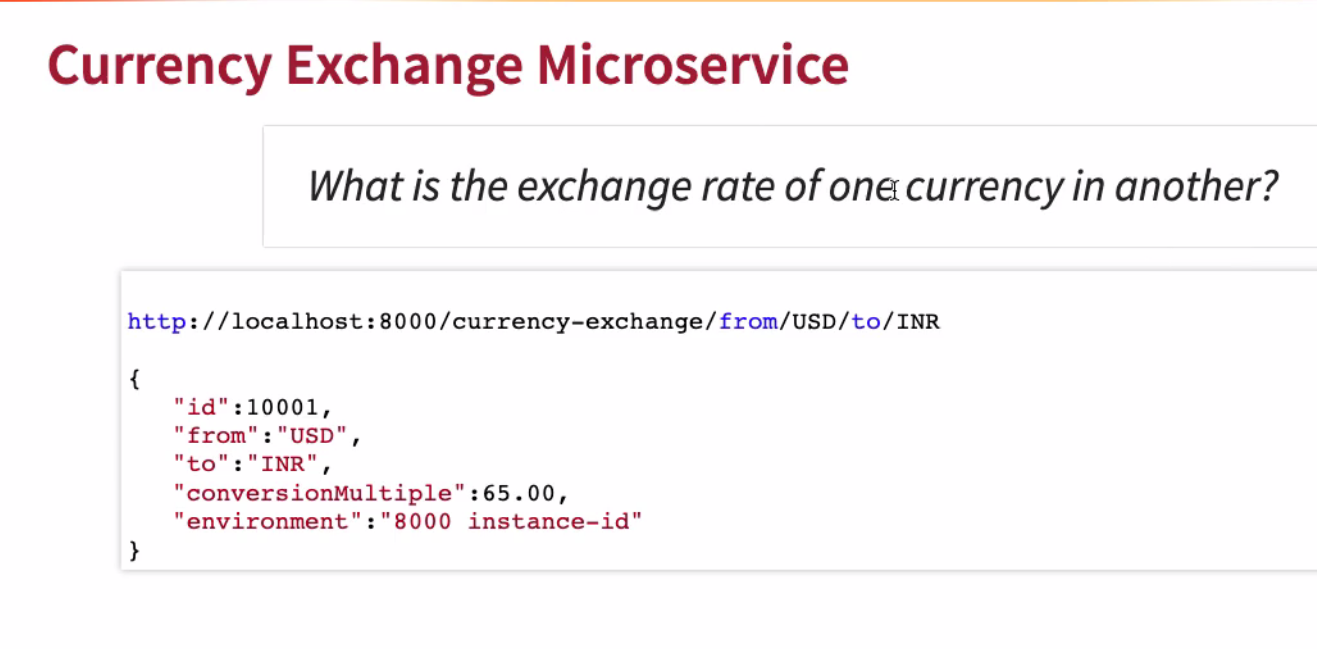 Currency Exchange Microservice
What is the exchange rate of one currency in another?
http://localhost:8000/currency-exchange/from/USD/to/INR
{
"id":10001,
"from":"USD",
"to":"INR",
"conversionMultiple":65.00,
"environment":"8000 instance-id"
}